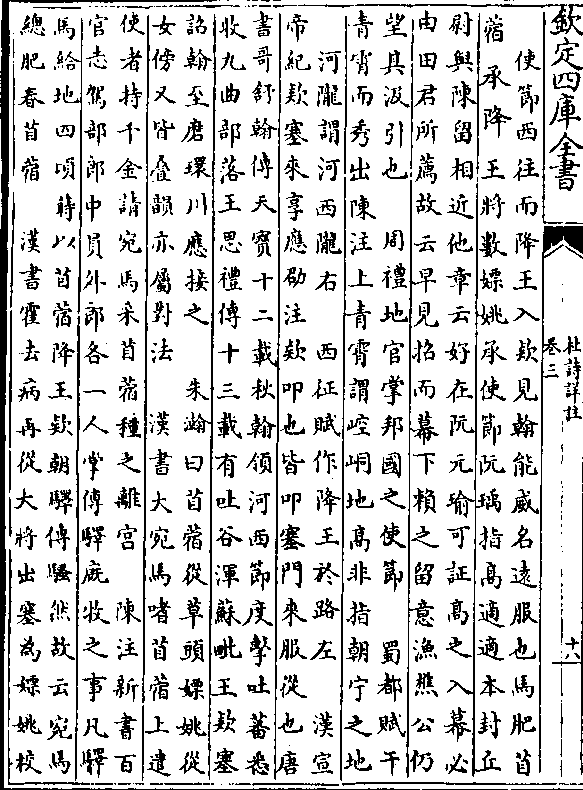 欽定四庫全書
杜詩詳註
卷三
十八
使節西往而降王入欵見翰能威名遠服也馬肥苜
蓿承降王將數嫖姚承使節阮瑀指高適適本封丘
尉與陳留相近他章云好在阮元瑜可証高之入幕必
由田君所薦故云早見招而幕下賴之留意漁樵公仍
望其汲引也　周禮地官掌邦國之使節　蜀都賦干
青霄而秀出陳注上青霄謂崆峒地高非指朝宁之地
河隴謂河西隴右　西征賦作降王於路左　漢宣
帝紀欵塞來享應劭注欵叩也皆叩塞門來服從也唐
書哥舒翰傳天寳十二載秋翰領河西節度擊吐蕃悉
收九曲部落王思禮傳十三載有吐谷渾蘇毗王欵塞
詔翰至磨環川應接之　朱瀚曰苜蓿從草頭嫖姚從
女傍又皆叠韻亦屬對法　漢書大宛馬嗜苜蓿上遣
使者持千金請宛馬采苜蓿種之離宫　陳注新書百
官志駕部郎中員外郎各一人掌傳驛廐牧之事凡驛
馬給地四頃蒔以苜蓿降王欵朝驛傳騷然故云宛馬
總肥春苜蓿　漢書霍去病再從大將出塞為嫖姚校